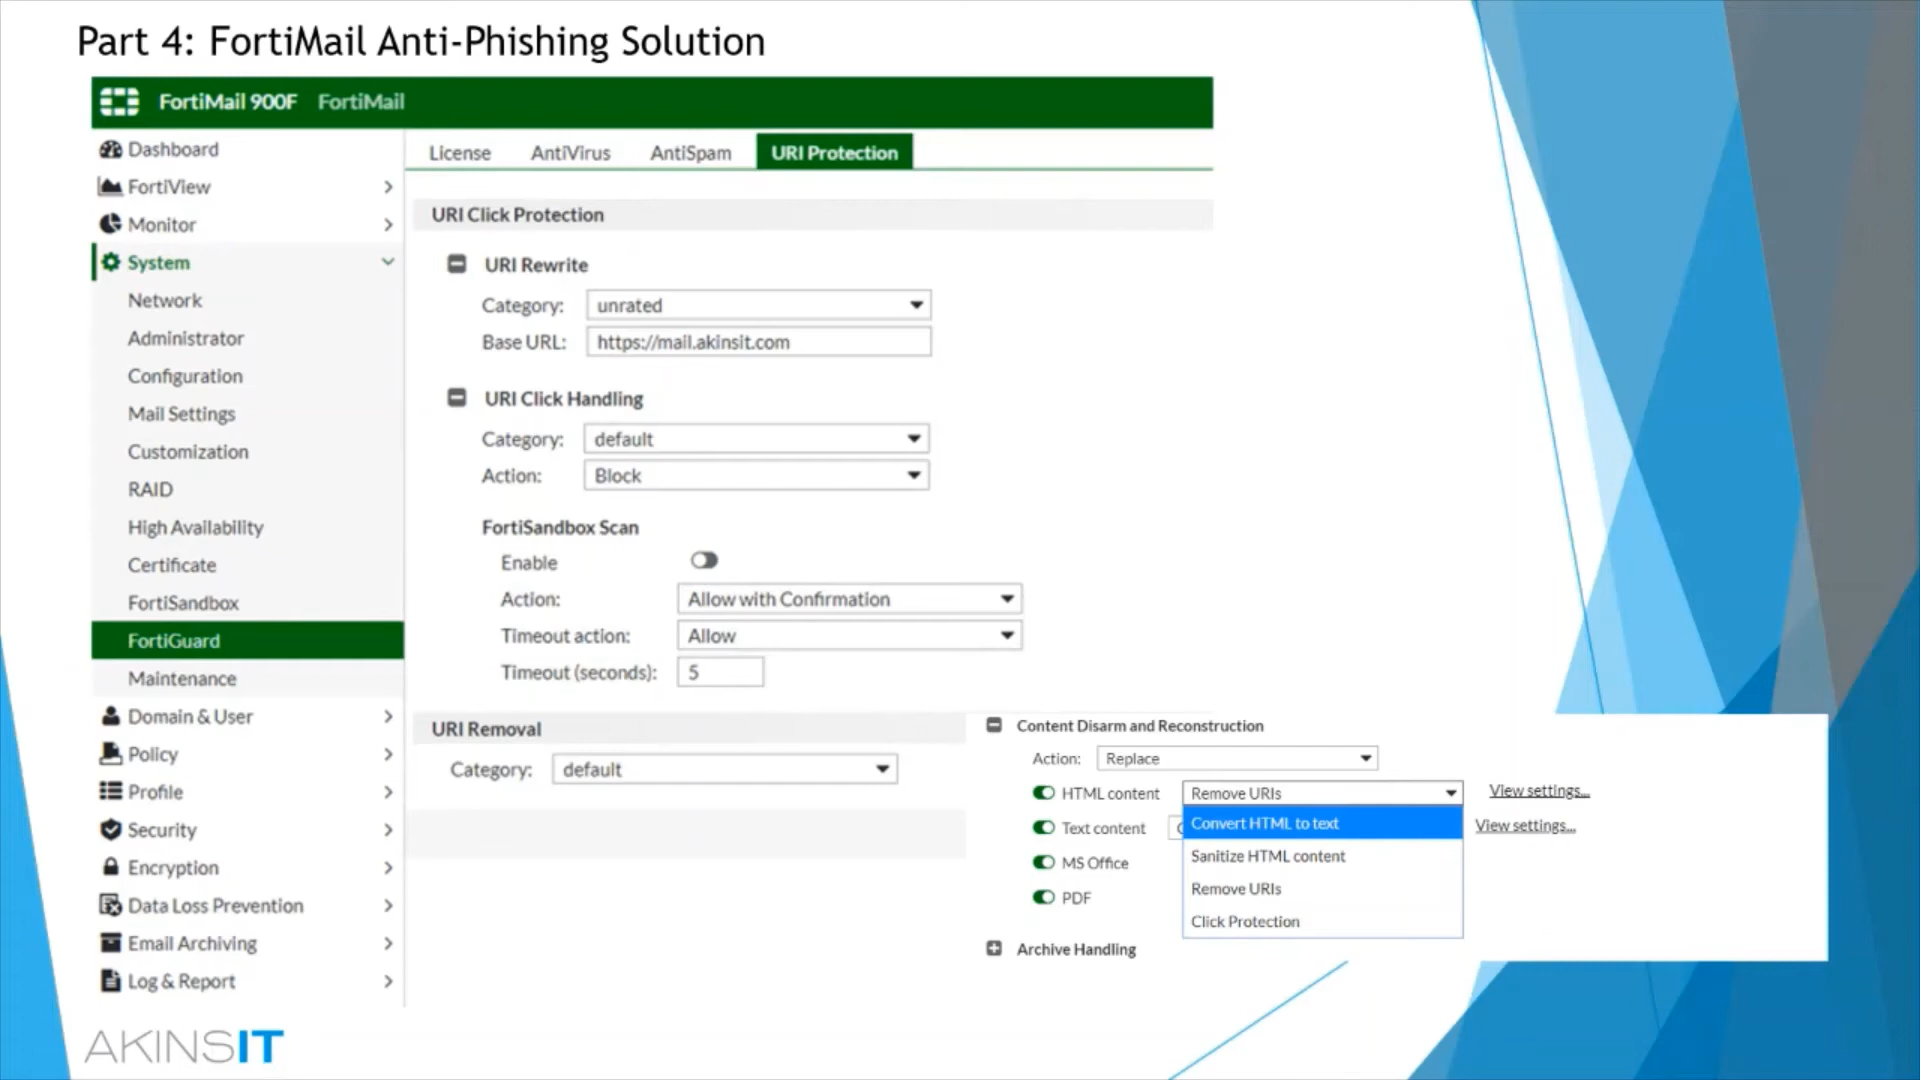 Part 4: FortiMail Anti-Phishing Solution
FortiMail 900F FortiMail
Dashboard
FortiView
Monitor
System
Network
Administrator
Configuration
Mail Settings
Customization
RAID
High Availability
Certificate
FortiSandbox
FortiGuard
Maintenance
Domain & User
Policy
Profile
Security
Encryption
Data Loss Prevention
Email Archiving
Log & Report
License AntiVirus AntiSpam URI Protection
URI Click Protection
URI Rewrite
Category: unrated
Base URL: https://mail.akinsit.com
URI Click Handling
Category: default
Action: Block
FortiSandbox Scan
Enable
Action: Allow with Confirmation
Timeout action: Allow
Timeout (seconds): 5
URI Removal
Category: default
Content Disarm and Reconstruction
Action: Replace
HTML content Remove URIs View settings...
Convert HTML to text
Text content View settings...
Sanitize HTML content
MS Office
Remove URIs
PDF
Click Protection
Archive Handling
AKINSIT